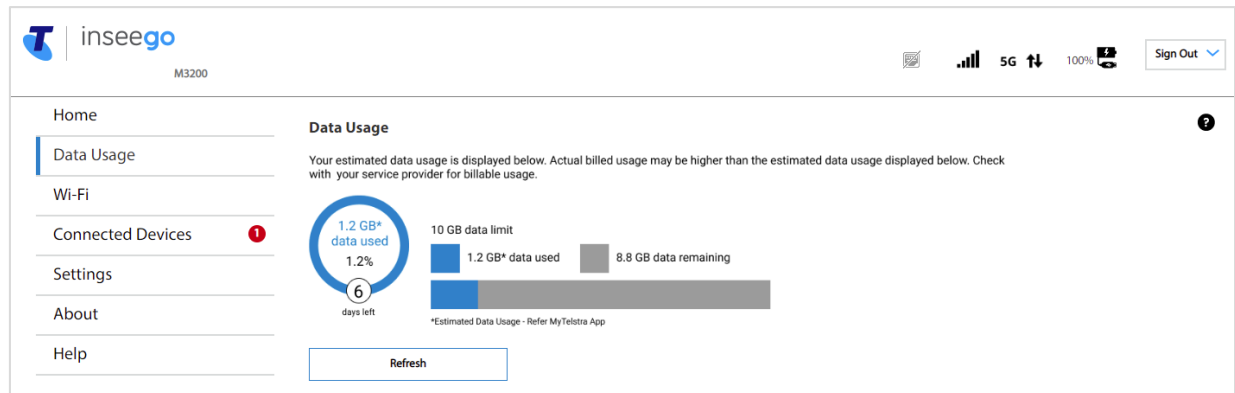 inseego
M3200
5G
100%
Sign Out
Home
Data Usage
Wi-Fi
Connected Devices
1
Settings
About
Help
Data Usage
?
Your estimated data usage is displayed below. Actual billed usage may be higher than the estimated data usage displayed below. Check
with your service provider for billable usage.
1.2 GB*
data used
1.2%
6
days left
10 GB data limit
1.2 GB* data used
8.8 GB data remaining
*Estimated Data Usage - Refer MyTelstra App
Refresh